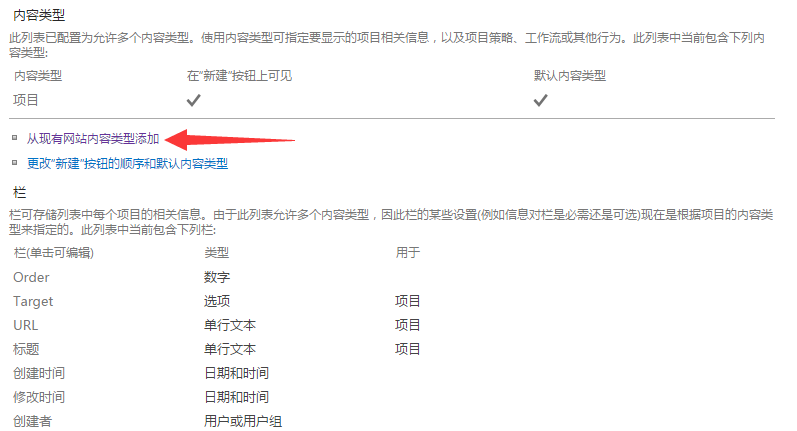 内容类型
此列表已配置为允许多个内容类型。使用内容类型可指定要显示的项目相关信息，以及项目策略、工作流或其他行为。此列表中当前包含下列内
容类型:
内容类型 在"新建"按钮上可见 默认内容类型
项目
从现有网站内容类型添加
更改"新建"按钮的顺序和默认内容类型
栏
栏可存储列表中每个项目的相关信息。由于此列表允许多个内容类型，因此栏的某些设置(例如信息对栏是必需还是可选)现在是根据项目的内容类
型来指定的。此列表中当前包含下列栏:
栏(单击可编辑) 类型 用于
Order 数字
Target 选项 项目
URL 单行文本 项目
标题 单行文本 项目
创建时间 日期和时间
修改时间 日期和时间
创建者 用户或用户组